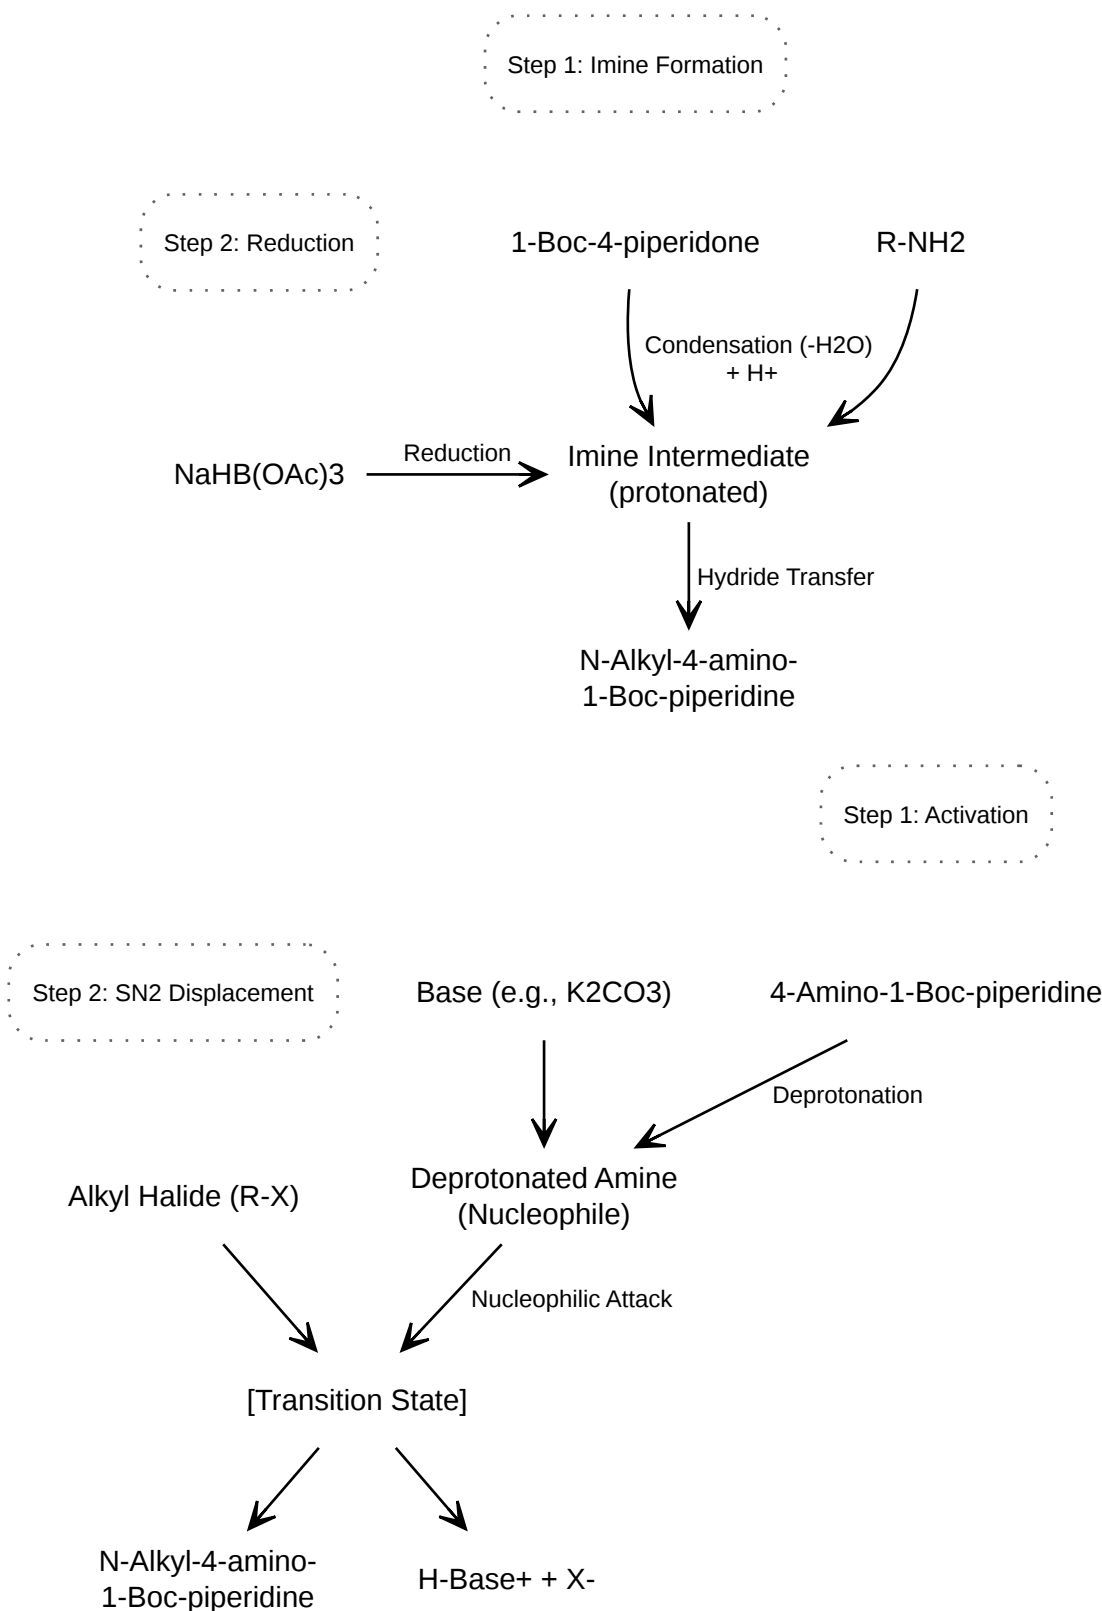 Step 1: Imine Formation
Step 2: Reduction
1-Boc-4-piperidone
R-NH2
Condensation (-H2O)
+ H+
NaHB(OAc)3
Reduction
Imine Intermediate
(protonated)
Hydride Transfer
N-Alkyl-4-amino-
1-Boc-piperidine
Step 1: Activation
Step 2: SN2 Displacement
Base (e.g., K2CO3)
4-Amino-1-Boc-piperidine
Deprotonation
Alkyl Halide (R-X)
Deprotonated Amine
(Nucleophile)
Nucleophilic Attack
[Transition State]
N-Alkyl-4-amino-
1-Boc-piperidine
H-Base+ + X-